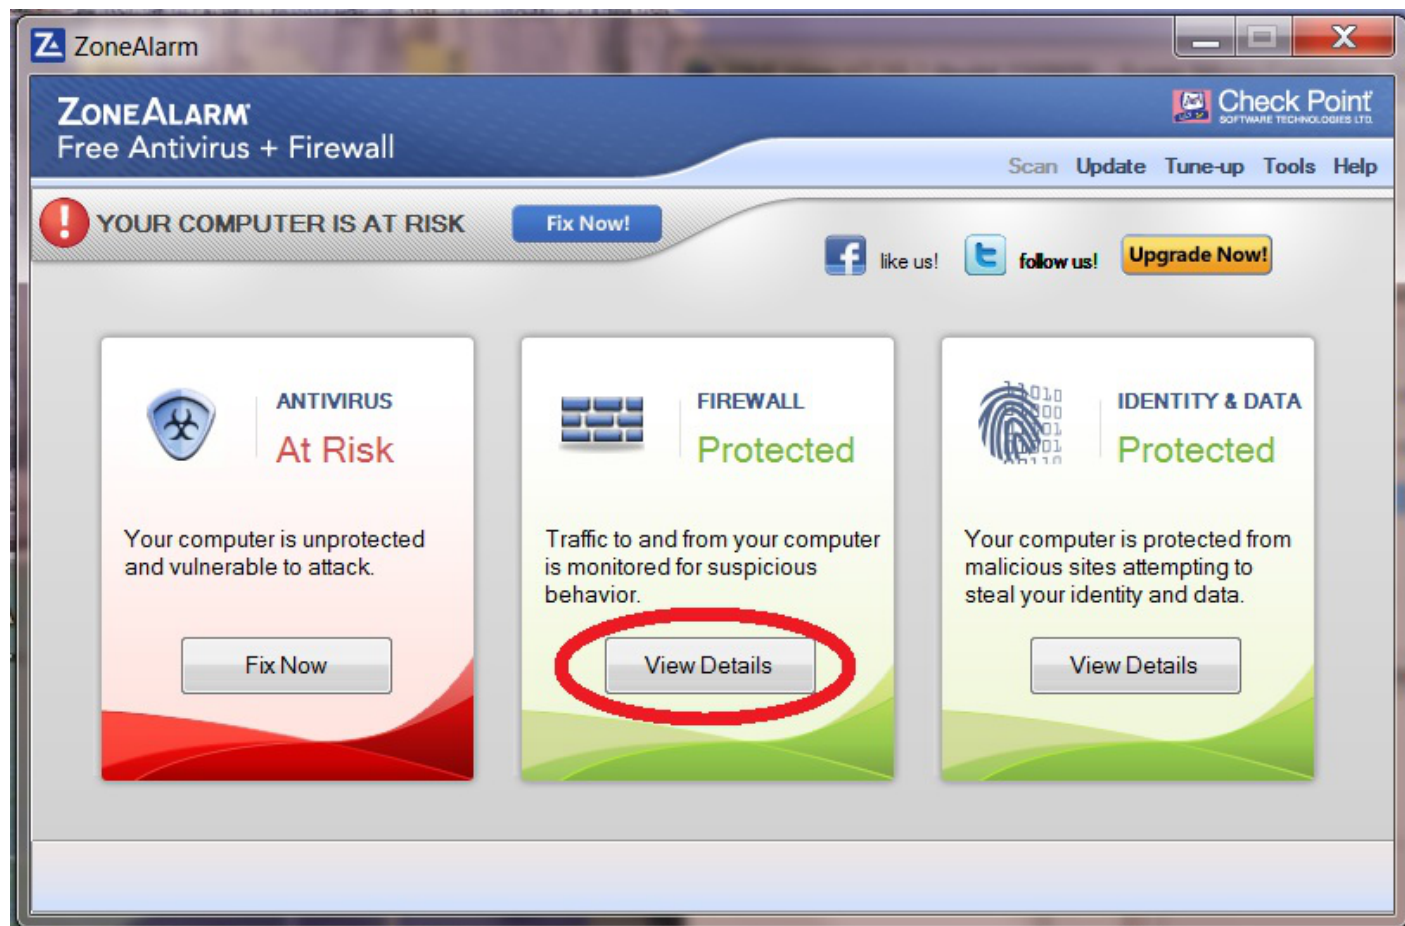 ZoneAlarm
ZONEALARM
Free Antivirus + Firewall
Check Point
SOFTWARE TECHNOLOGIES LTD.
Scan Update Tune-up Tools Help
YOUR COMPUTER IS AT RISK
Fix Now!
like us!
follow us!
Upgrade Now!
ANTIVIRUS
At Risk
Your computer is unprotected
and vulnerable to attack.
Fix Now
FIREWALL
Protected
Traffic to and from your computer
is monitored for suspicious
behavior.
View Details
IDENTITY & DATA
Protected
Your computer is protected from
malicious sites attempting to
steal your identity and data.
View Details